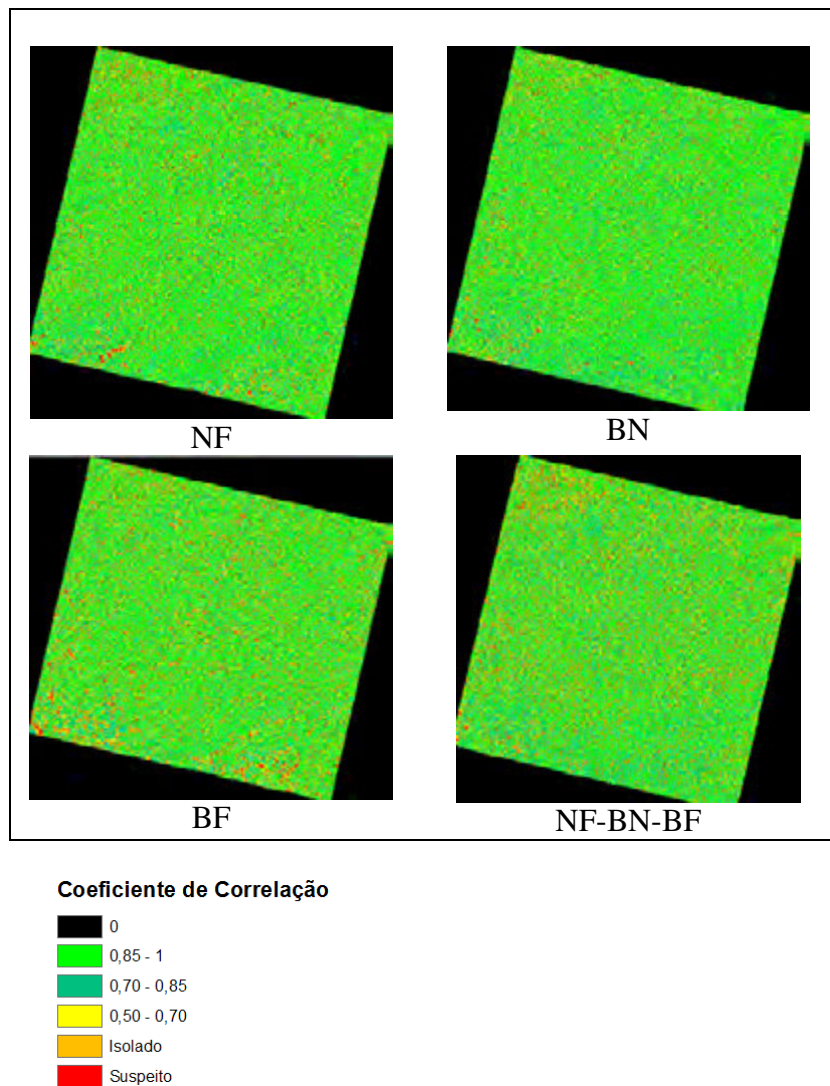 NF
BN
BF
NF-BN-BF
Coeficiente de Correlação
0
0,85 - 1
0,70 - 0,85
0,50 - 0,70
Isolado
Suspeito